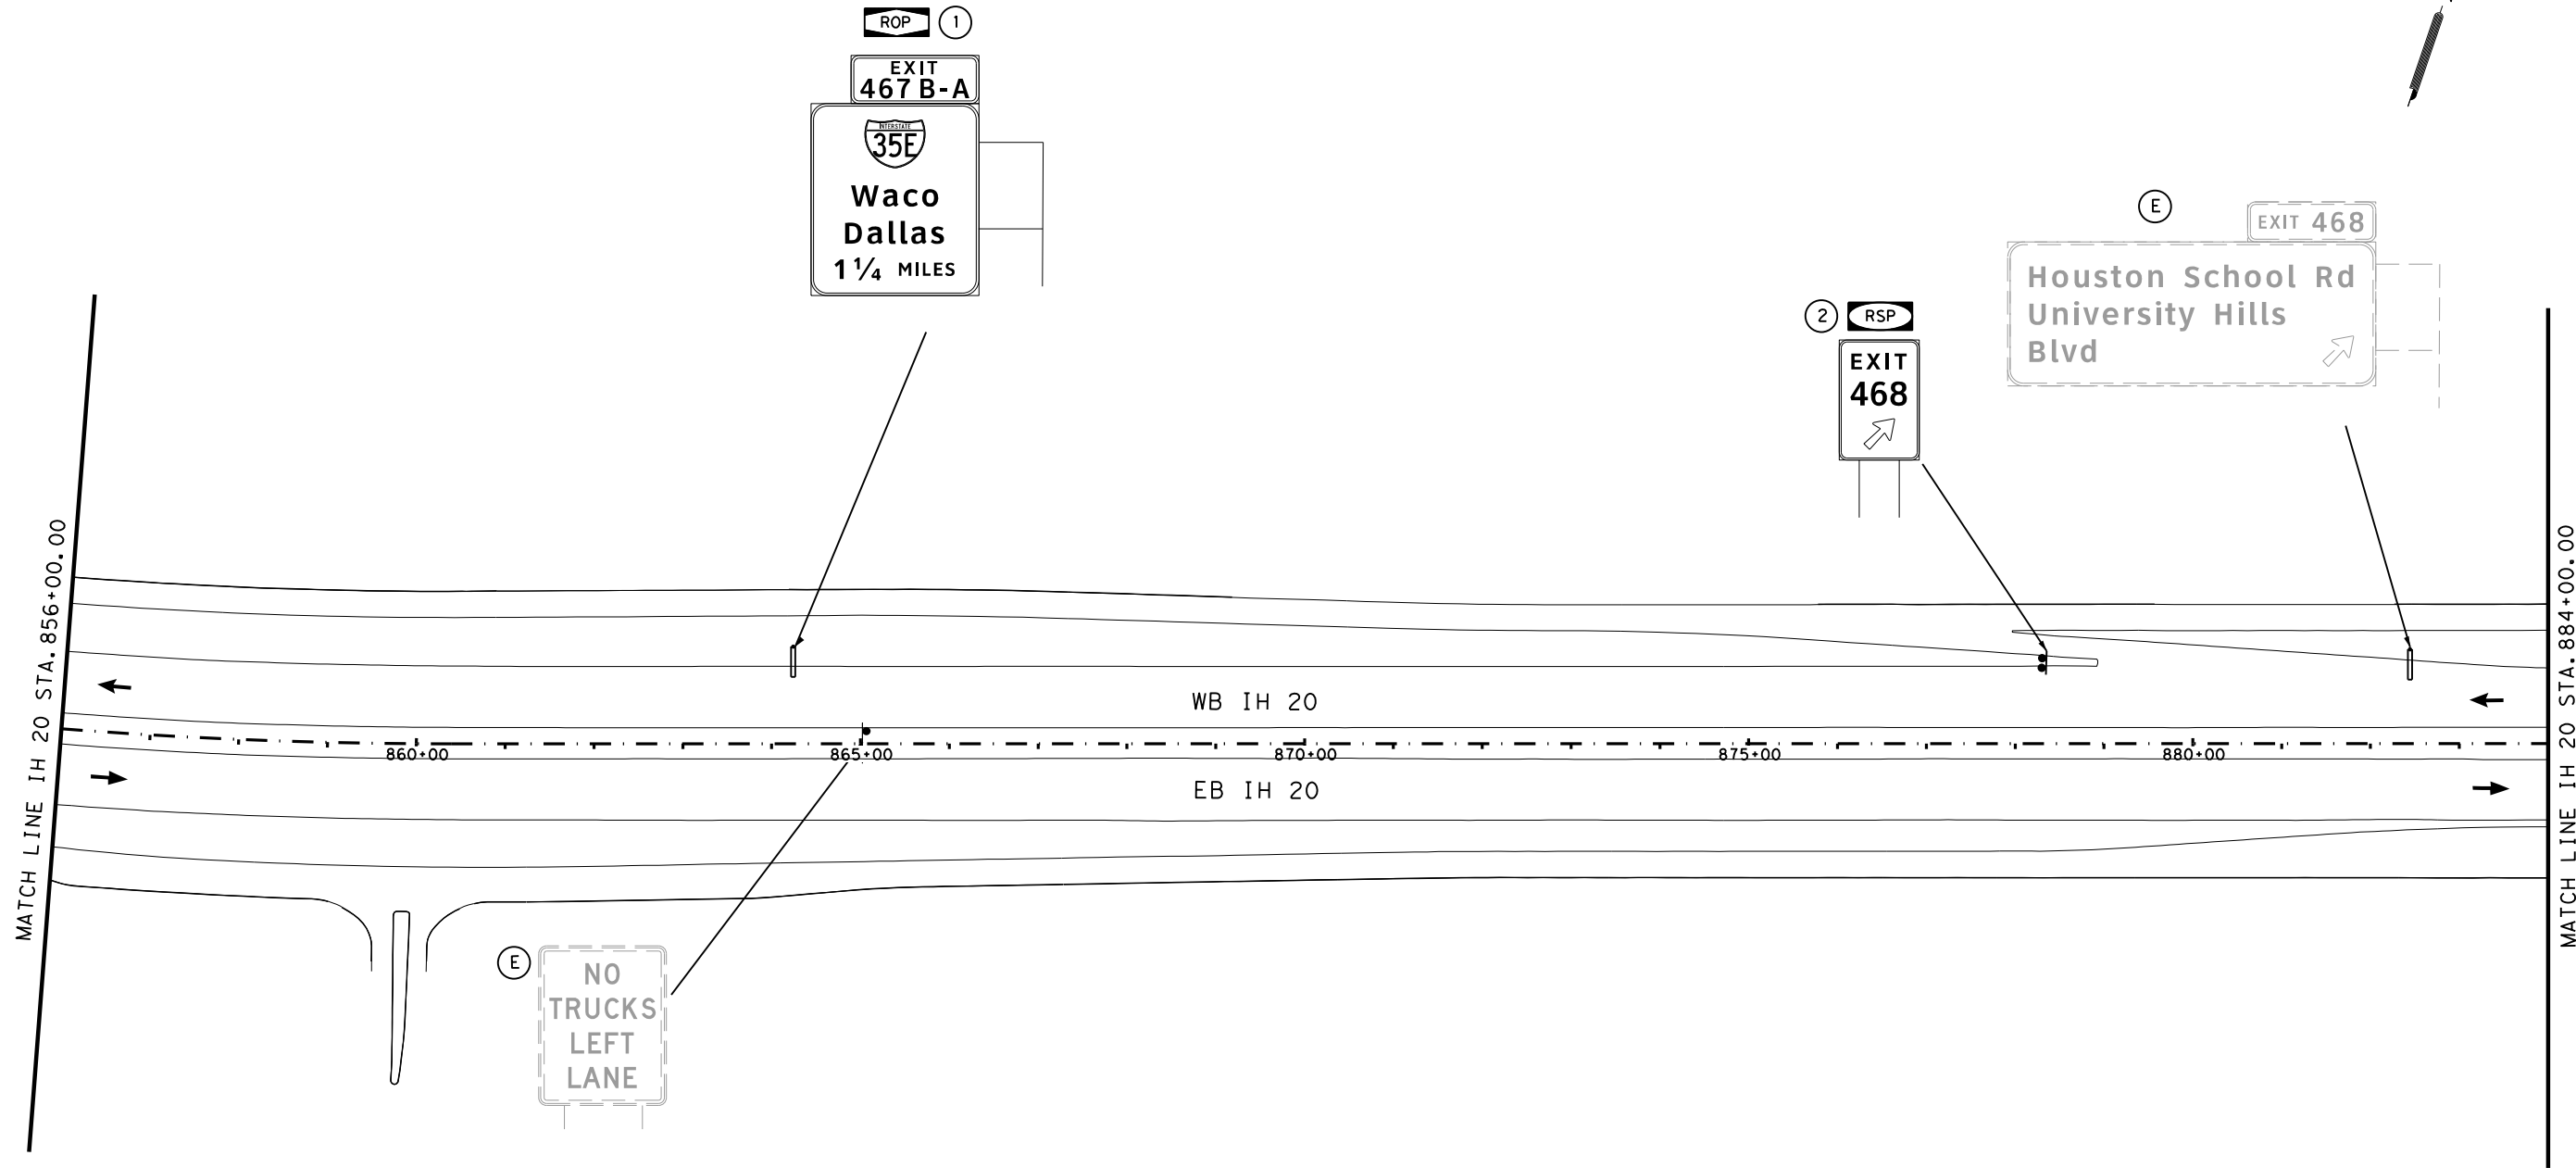 ROP 1
EXIT
467 B-A
INTERSTATE
35E
Waco
Dallas
1 1/4 MILES
E
EXIT 468
Houston School Rd
University Hills
Blvd
2 RSP
EXIT
468
MATCH LINE IH 20 STA.856+00.00
MATCH LINE IH 20 STA.884+00.00
WB IH 20
860+00
865+00
870+00
875+00
880+00
EB IH 20
E
NO
TRUCKS
LEFT
LANE